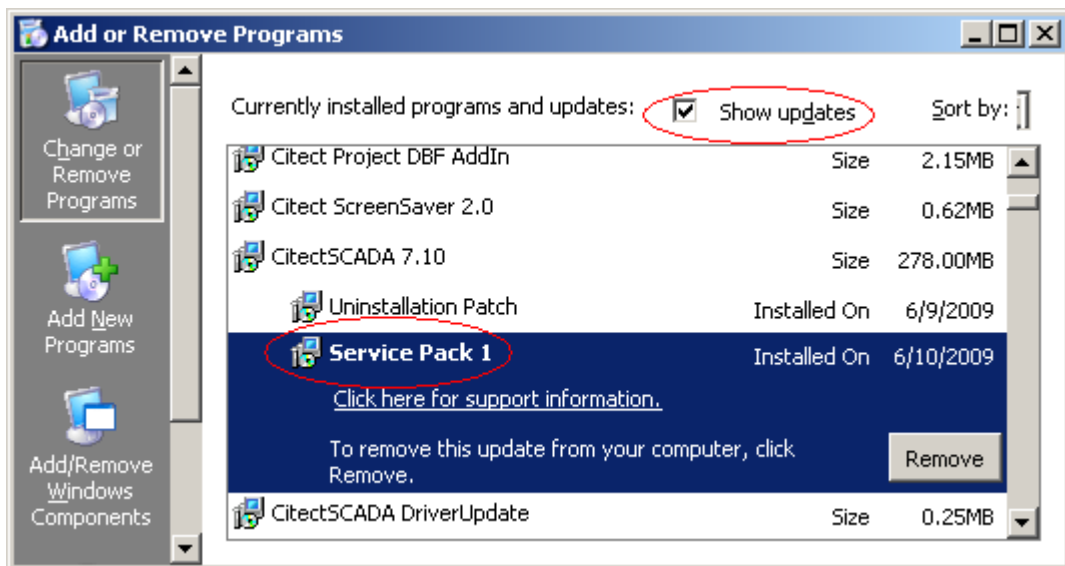 Add or Remove Programs
Change or
Remove
Programs
Add New
Programs
Add/Remove
Windows
Components
Currently installed programs and updates: Show updates Sort by:
Citect Project DBF AddIn Size 2.15MB
Citect ScreenSaver 2.0 Size 0.62MB
CitectSCADA 7.10 Size 278.00MB
Uninstallation Patch Installed On 6/9/2009
Service Pack 1 Installed On 6/10/2009
Click here for support information.
To remove this update from your computer, click Remove
Remove.
CitectSCADA DriverUpdate Size 0.25MB